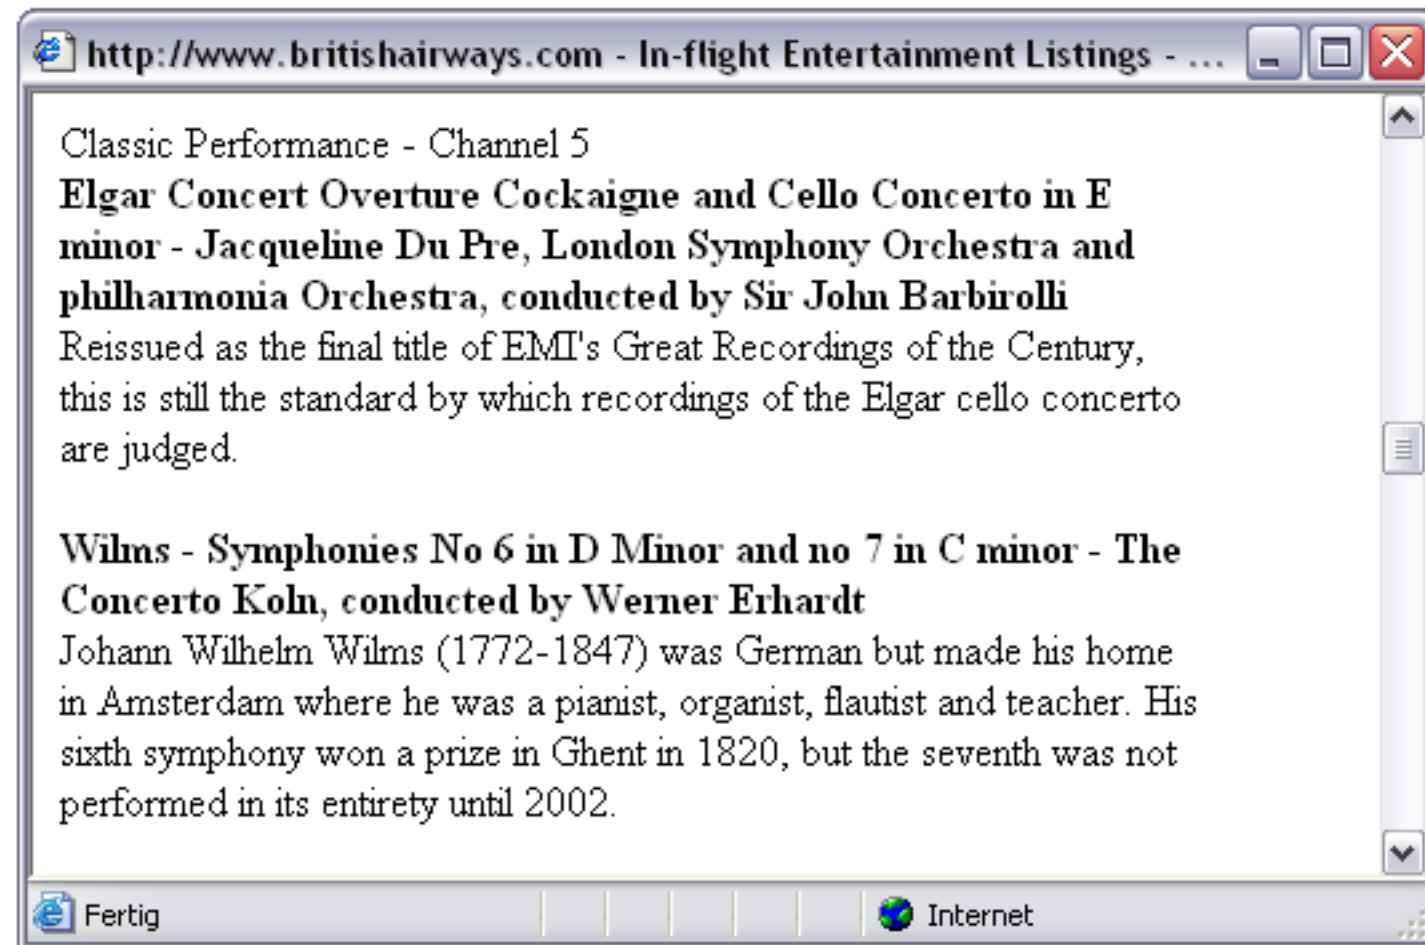 http://www.britishairways.com - In-flight Entertainment Listings - ...
Classic Performance - Channel 5
Elgar Concert Overture Cockaigne and Cello Concerto in E
minor - Jacqueline Du Pre, London Symphony Orchestra and
philharmonia Orchestra, conducted by Sir John Barbirolli
Reissued as the final title of EMI's Great Recordings of the Century,
this is still the standard by which recordings of the Elgar cello concerto
are judged.
Wilms - Symphonies No 6 in D Minor and no 7 in C minor - The
Concerto Koln, conducted by Werner Erhardt
Johann Wilhelm Wilms (1772-1847) was German but made his home
in Amsterdam where he was a pianist, organist, flautist and teacher. His
sixth symphony won a prize in Ghent in 1820, but the seventh was not
performed in its entirety until 2002.
Fertig Internet